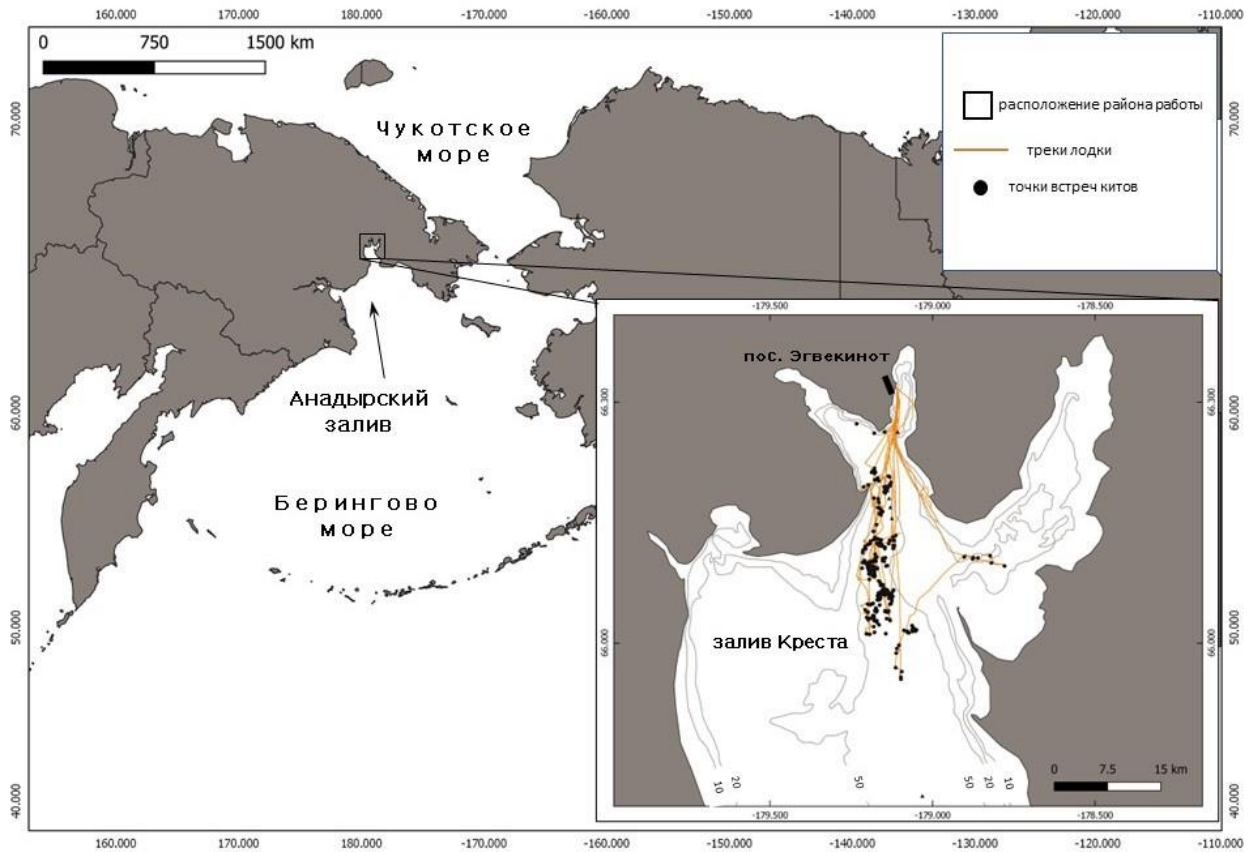 160.000 170.000 180.000 -170.000 -160.000 -150.000 -140.000 -130.000 -120.000 -110.000
0 750 1500 km
70.000
70.000
Чукотское
море
расположение района работы
треки лодки
точки встреч китов
60.000
60.000
Анадырский
залив
Берингово
море
50.000
50.000
40.000
40.000
-179.500 -179.000 -178.500
пос. Эгвекинот
66.300
66.300
залив Креста
66.000
66.000
0 7.5 15 km
10 20 50 50 20 10
-179.500 -179.000 -178.500
160.000 170.000 180.000 -170.000 -160.000 -150.000 -140.000 -130.000 -120.000 -110.000